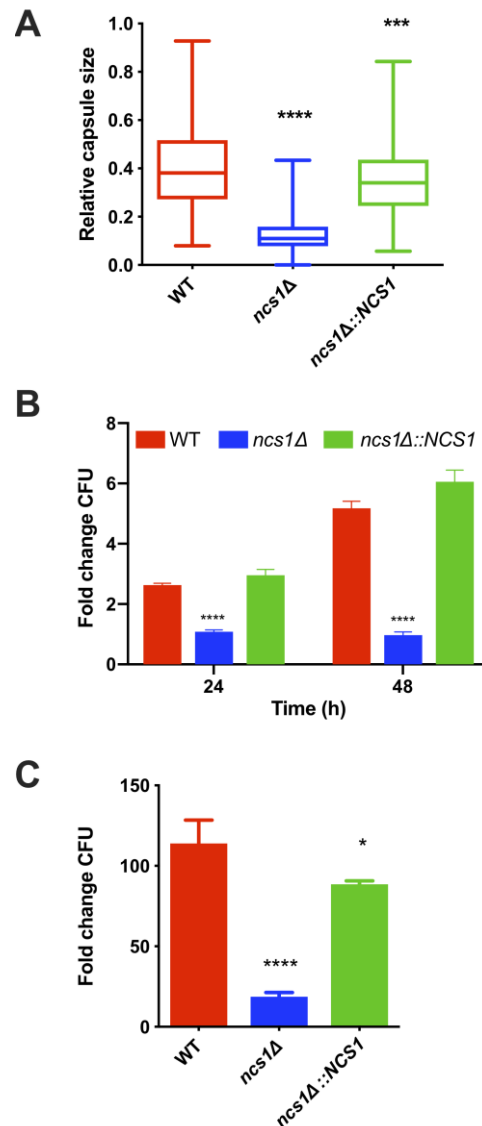 A
Relative capsule size
1.0
0.8
0.6
0.4
0.2
0.0
****
***
WT
ncs1Δ
ncs1Δ::NCS1
B
Fold change CFU
8
6
4
2
0
WT ncs1Δ ncs1Δ::NCS1
**** ****
24 48
Time (h)
C
Fold change CFU
150
100
50
0
****
*
WT
ncs1Δ
ncs1Δ::NCS1